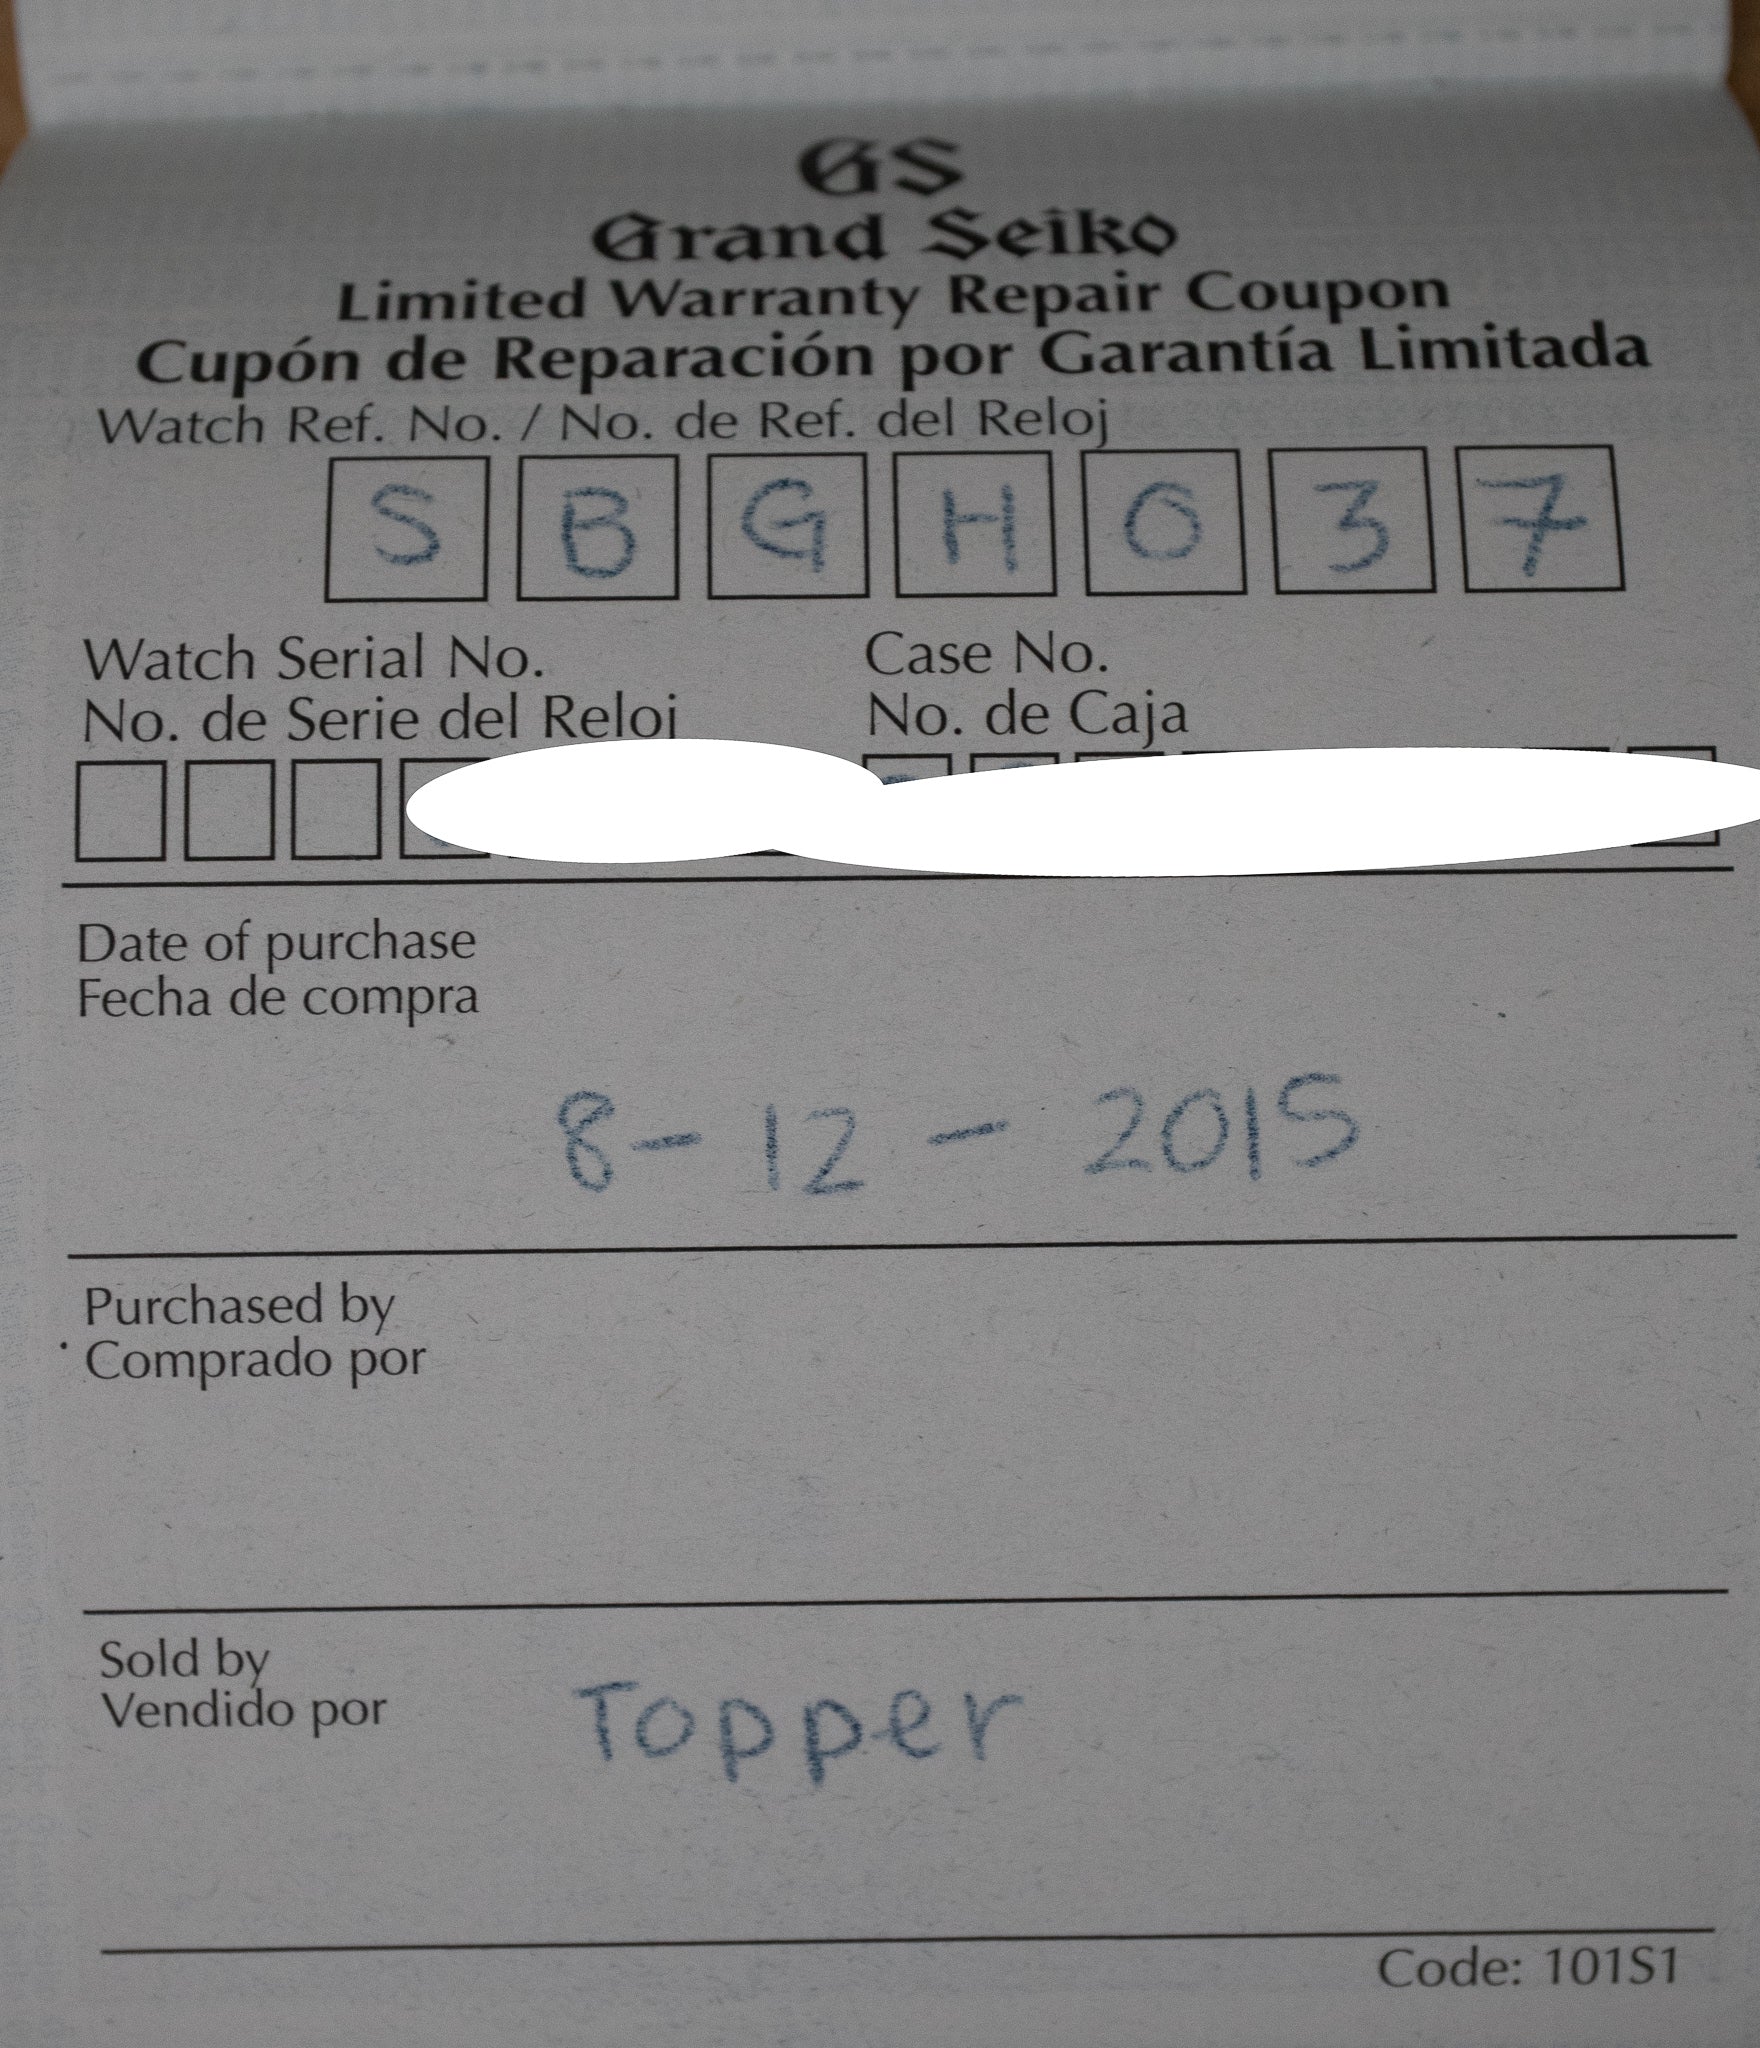 GS
Grand Seiko
Limited Warranty Repair Coupon
Cupón de Reparación por Garantía Limitada
Watch Ref. No. / No. de Ref. del Reloj
S B G H 0 3 7
Watch Serial No.
No. de Serie del Reloj
Case No.
No. de Caja
Date of purchase
Fecha de compra
8 - 12 - 2015
Purchased by
Comprado por
Sold by
Vendido por
Topper
Code: 101S1